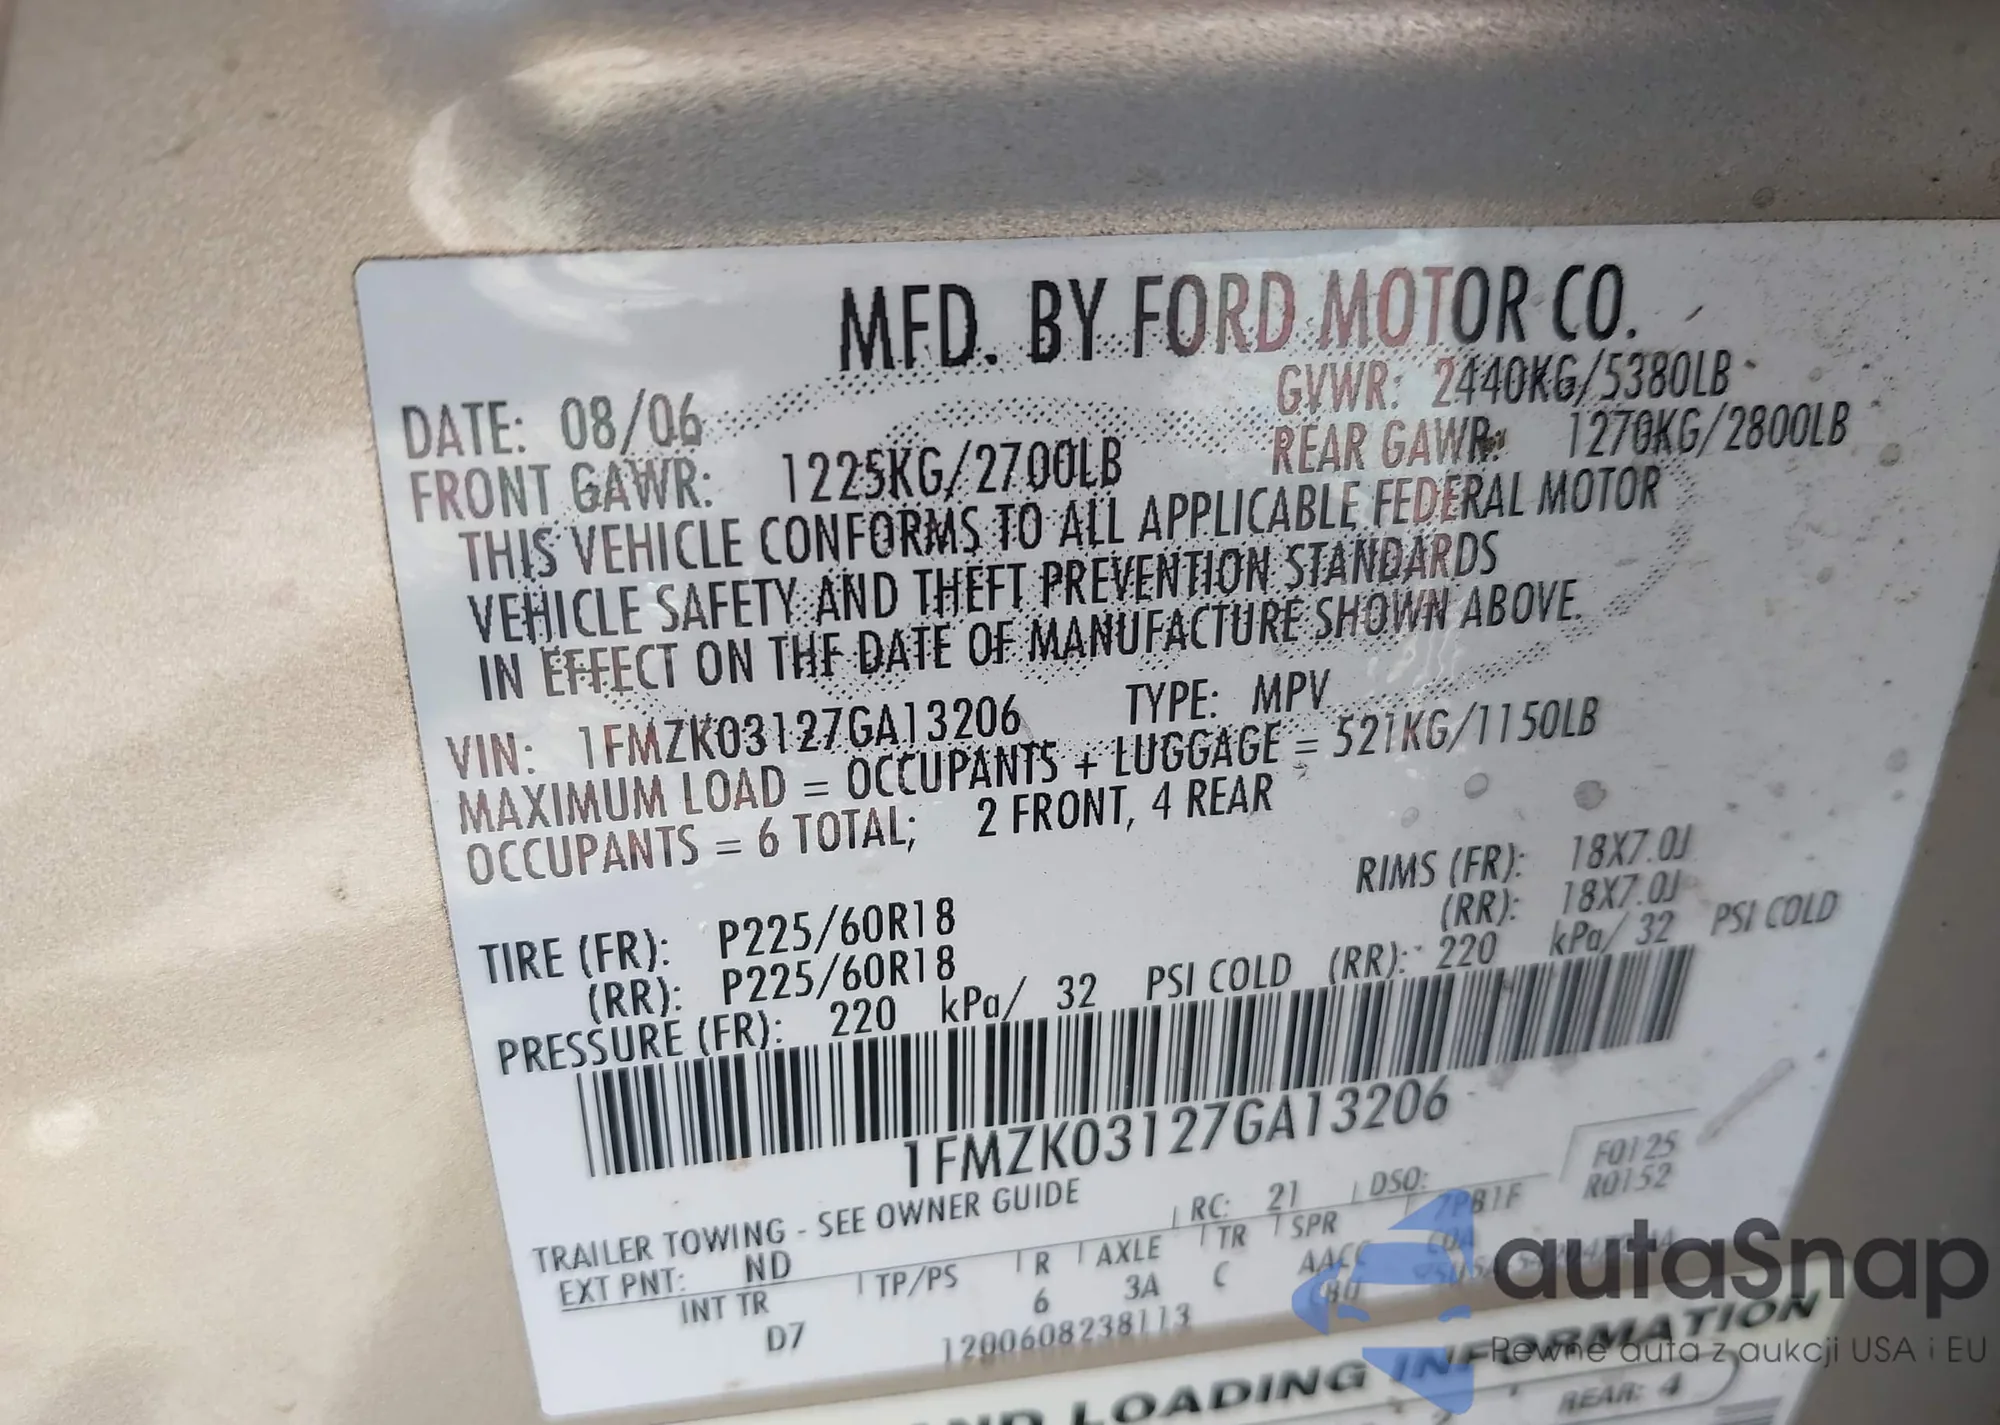 MFD. BY FORD MOTOR CO.
DATE: 08/06 GVWR: 2440KG/5380LB
FRONT GAWR: 1225KG/2700LB REAR GAWR: 1270KG/2800LB
THIS VEHICLE CONFORMS TO ALL APPLICABLE FEDERAL MOTOR
VEHICLE SAFETY AND THEFT PREVENTION STANDARDS
IN EFFECT ON THE DATE OF MANUFACTURE SHOWN ABOVE.
VIN: 1FMZK03127GA13206 TYPE: MPV
MAXIMUM LOAD = OCCUPANTS + LUGGAGE = 521KG/1150LB
OCCUPANTS = 6 TOTAL; 2 FRONT, 4 REAR
RIMS (FR): 18X7.0J
TIRE (FR): P225/60R18 (RR): 18X7.0J
(RR): P225/60R18
PRESSURE (FR): 220 kPa/ 32 PSI COLD (RR): 220 kPa/ 32 PSI COLD
1FMZK03127GA13206
F0125
R0152
TRAILER TOWING - SEE OWNER GUIDE RC: 21 DSO: 7PB1F
EXT PNT: ND
INT TR TP/PS R AXLE TR SPR
D7 6 3A C AACC
1200608238113
AND LOADING INFORMATION
2 REAR: 4
autaSnap
Pewne auta z aukcji USA i EU